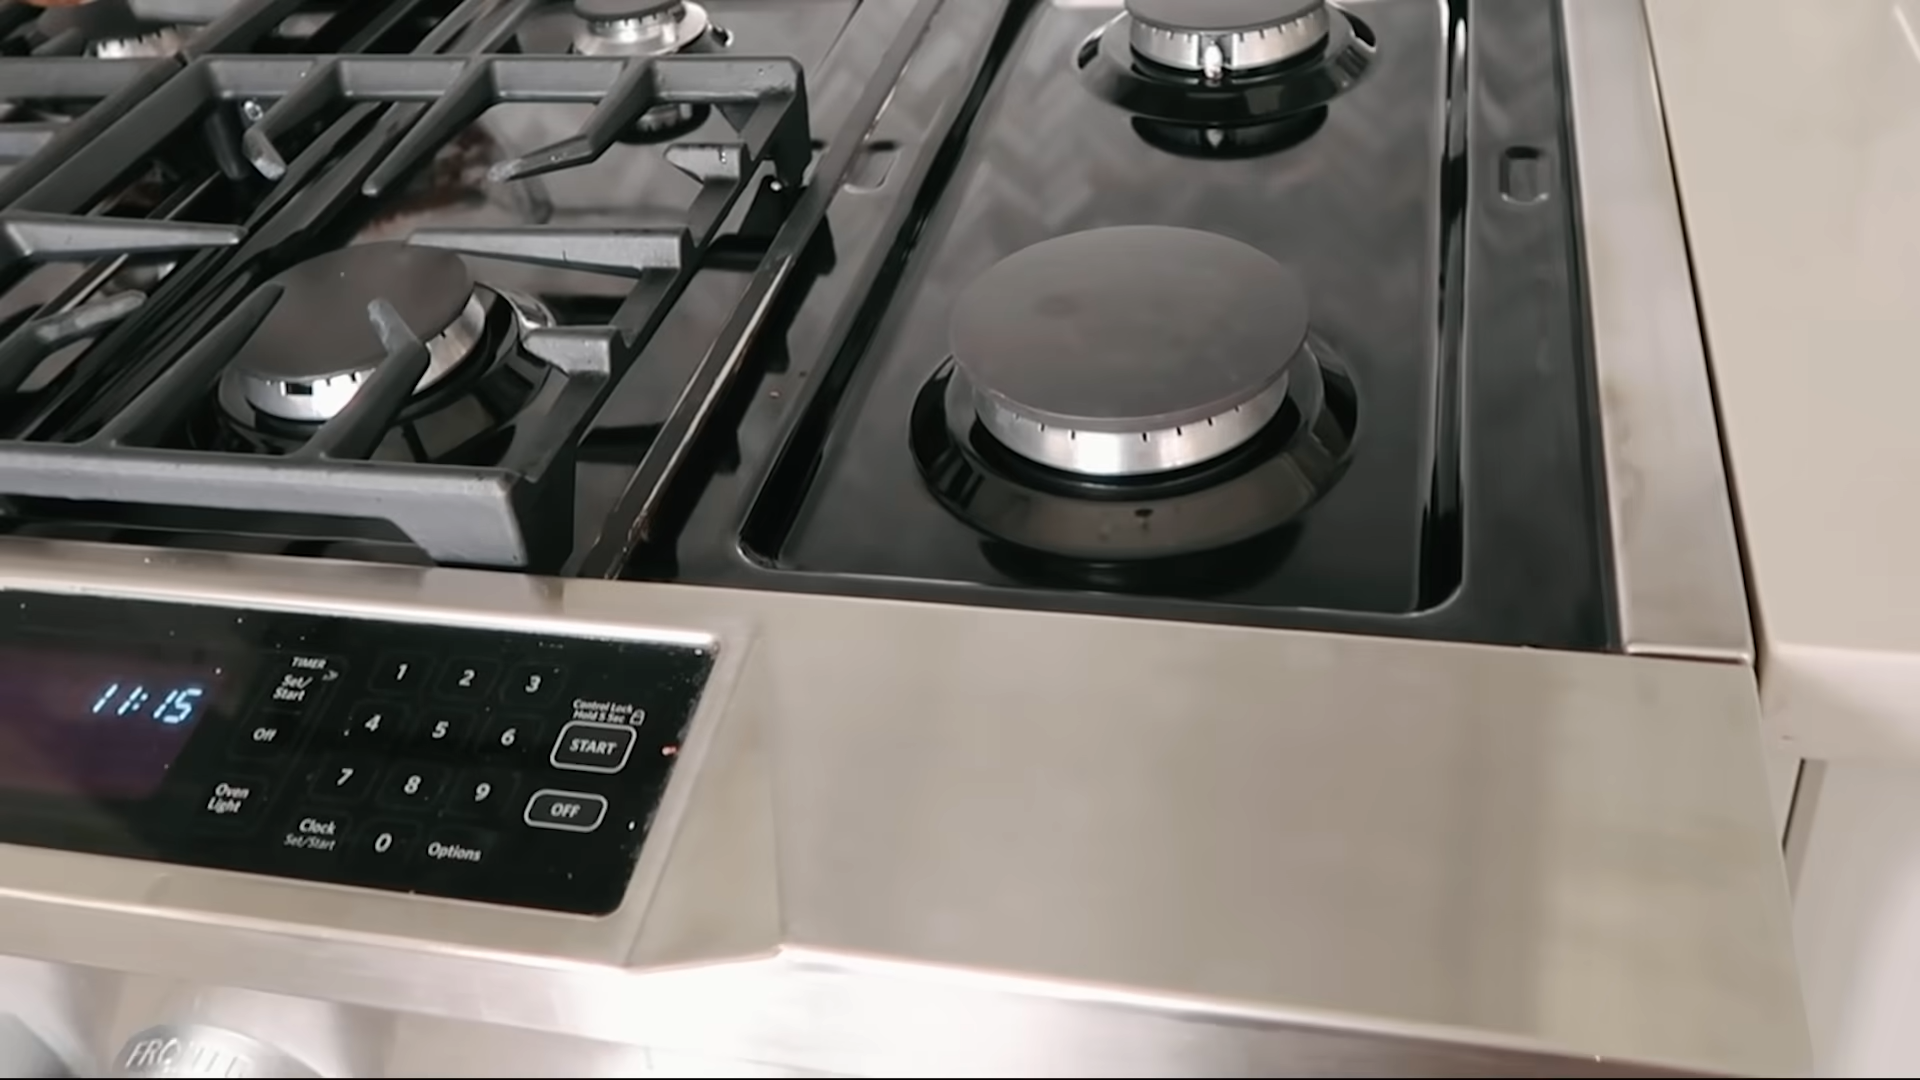 11:15
TIMER
Set/
Start
Off
Oven
Light
Clock
Set/Start
1 2 3
4 5 6
7 8 9
0 Options
Control Lock
Hold 5 Sec
START
OFF